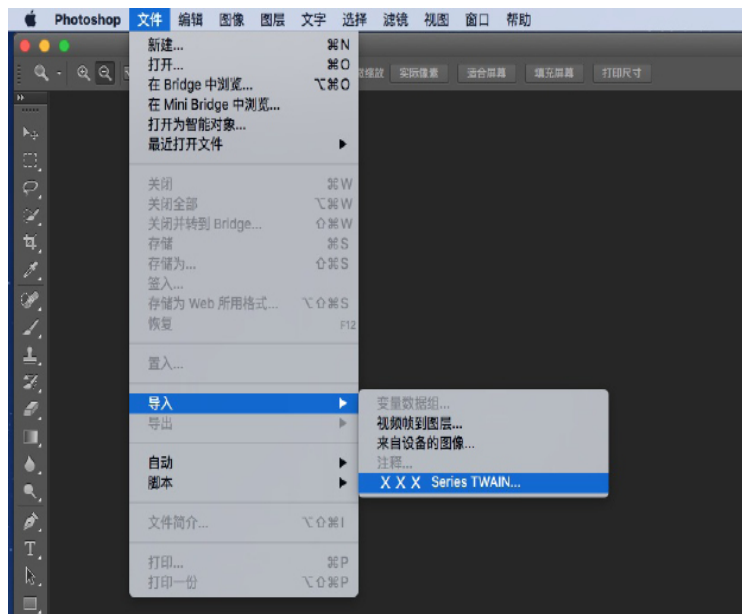 Photoshop 文件 编辑 图像 图层 文字 选择 滤镜 视图 窗口 帮助
实际像素 适合屏幕 填充屏幕 打印尺寸
新建... ⌘N
打开... ⌘O
在 Bridge 中浏览... ⌥⌘O
在 Mini Bridge 中浏览...
打开为智能对象...
最近打开文件
关闭 ⌘W
关闭全部 ⌥⌘W
关闭并转到 Bridge... ⇧⌘W
存储 ⌘S
存储为... ⇧⌘S
签入...
存储为 Web 所用格式... ⌥⇧⌘S
恢复 F12
置入...
导入
导出
变量数据组...
视频帧到图层...
来自设备的图像...
注释...
X X X Series TWAIN...
自动
脚本
文件简介... ⌥⇧⌘I
打印... ⌘P
打印一份 ⌥⇧⌘P